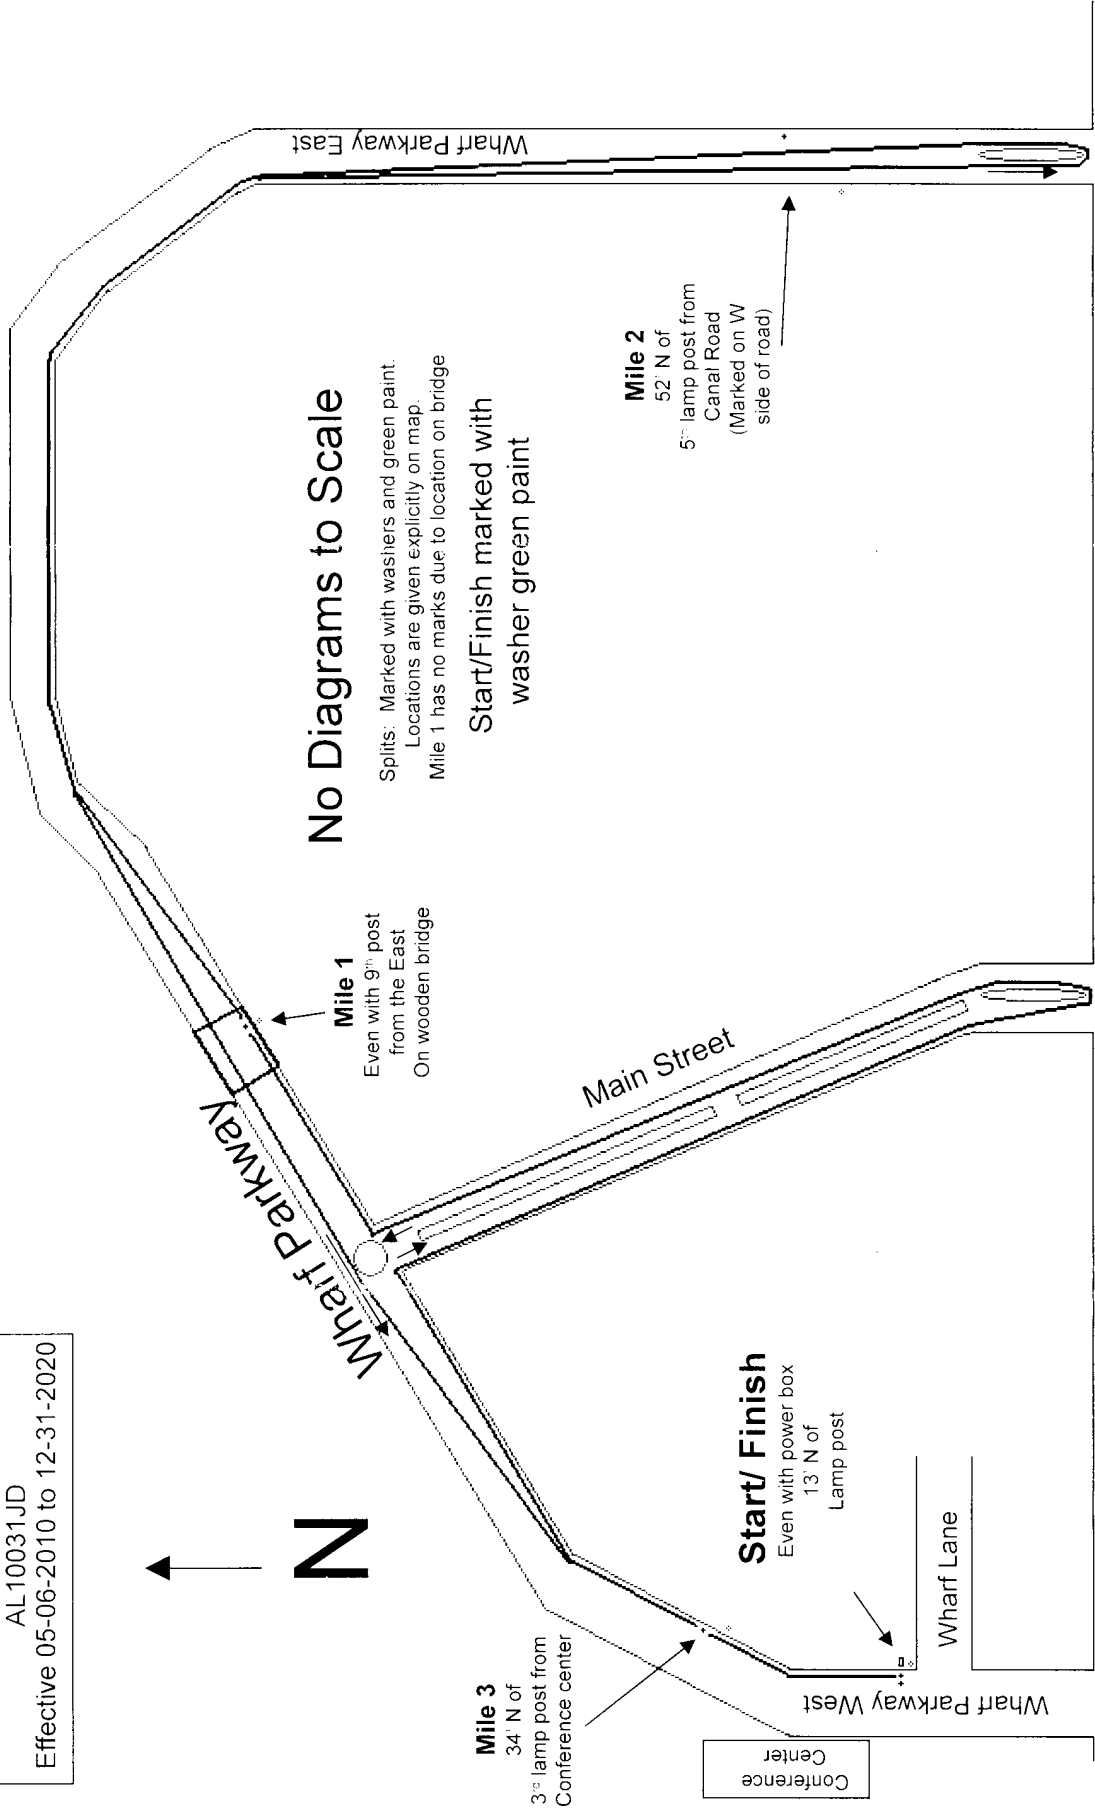 AL10031JD
Effective 05-06-2010 to 12-31-2020
N
Wharf Parkway
Wharf Parkway East
No Diagrams to Scale
Splits: Marked with washers and green paint.
Locations are given explicitly on map.
Mile 1 has no marks due to location on bridge
Start/Finish marked with
washer green paint
Mile 1
Even with 9th post
from the East
On wooden bridge
Mile 2
52' N of
5th lamp post from
Canal Road
(Marked on W
side of road)
Main Street
Mile 3
34' N of
3rd lamp post from
Conference center
Start/ Finish
Even with power box
13' N of
Lamp post
Wharf Lane
Wharf Parkway West
Conference
Center